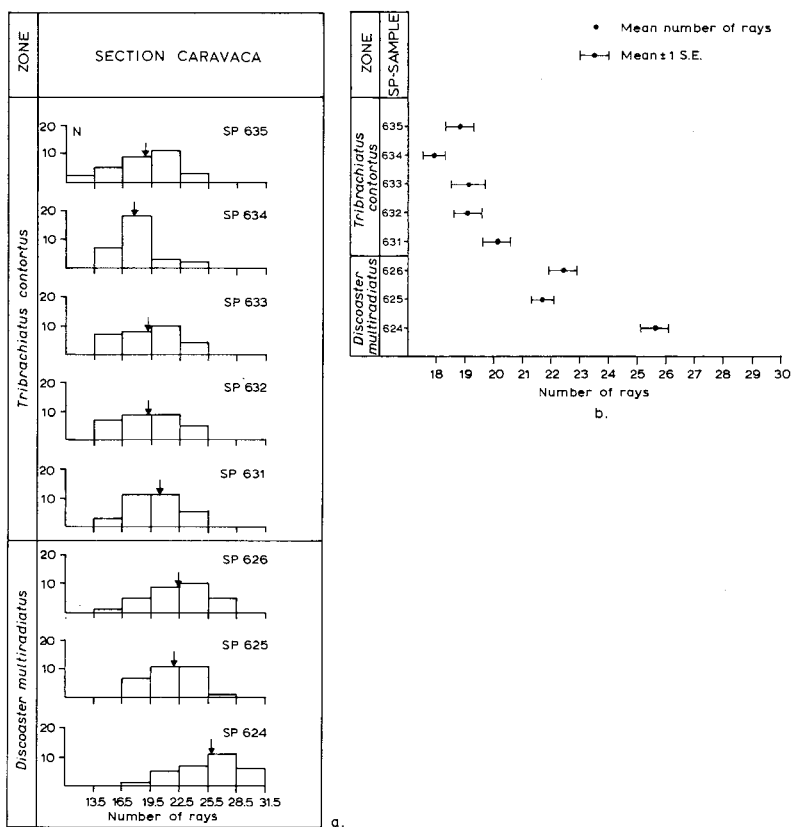 ZONE
SECTION CARAVACA
Tribrachiatus contortus
Discoaster multiradiatus
N
20
10
SP 635
20
10
SP 634
20
10
SP 633
20
10
SP 632
20
10
SP 631
20
10
SP 626
20
10
SP 625
20
10
SP 624
13.5 16.5 19.5 22.5 25.5 28.5 31.5
Number of rays
a.
ZONE
SP-SAMPLE
Mean number of rays
Mean ± 1 S.E.
Tribrachiatus
contortus
Discoaster
multiradiatus
635
634
633
632
631
626
625
624
18 19 20 21 22 23 24 25 26 27 28 29 30
Number of rays
b.